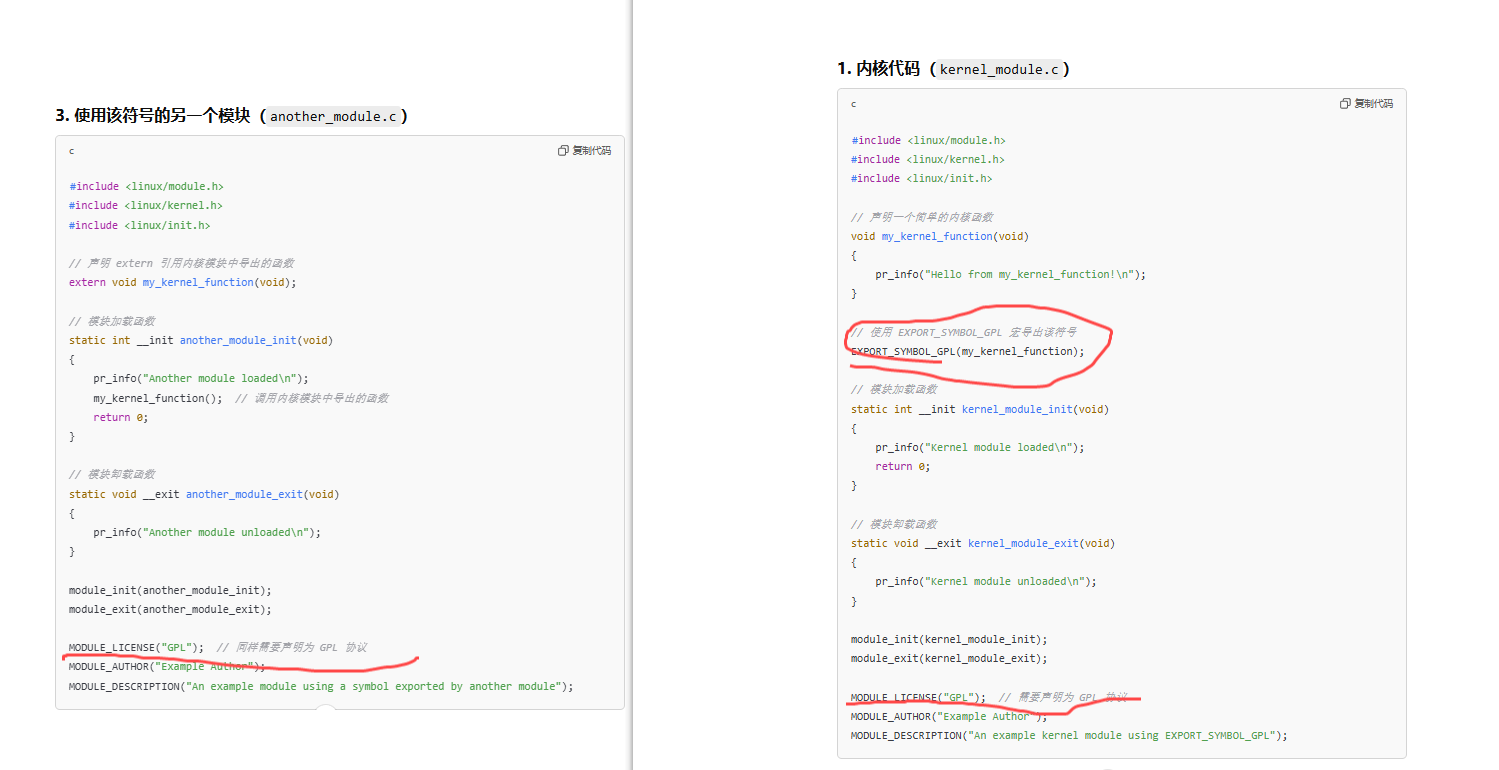 3. 使用该符号的另一个模块（another_module.c）
c
复制代码
#include <linux/module.h>
#include <linux/kernel.h>
#include <linux/init.h>
// 声明 extern 引用内核模块中导出的函数
extern void my_kernel_function(void);
// 模块加载函数
static int __init another_module_init(void)
{
    pr_info("Another module loaded\n");
    my_kernel_function();  // 调用内核模块中导出的函数
    return 0;
}
// 模块卸载函数
static void __exit another_module_exit(void)
{
    pr_info("Another module unloaded\n");
}
module_init(another_module_init);
module_exit(another_module_exit);
MODULE_LICENSE("GPL");  // 同样需要声明为 GPL 协议
MODULE_AUTHOR("Example Author");
MODULE_DESCRIPTION("An example module using a symbol exported by another module");
1. 内核代码（kernel_module.c）
c
复制代码
#include <linux/module.h>
#include <linux/kernel.h>
#include <linux/init.h>
// 声明一个简单的内核函数
void my_kernel_function(void)
{
    pr_info("Hello from my_kernel_function!\n");
}
// 使用 EXPORT_SYMBOL_GPL 宏导出该符号
EXPORT_SYMBOL_GPL(my_kernel_function);
// 模块加载函数
static int __init kernel_module_init(void)
{
    pr_info("Kernel module loaded\n");
    return 0;
}
// 模块卸载函数
static void __exit kernel_module_exit(void)
{
    pr_info("Kernel module unloaded\n");
}
module_init(kernel_module_init);
module_exit(kernel_module_exit);
MODULE_LICENSE("GPL");  // 需要声明为 GPL 协议
MODULE_AUTHOR("Example Author");
MODULE_DESCRIPTION("An example kernel module using EXPORT_SYMBOL_GPL");